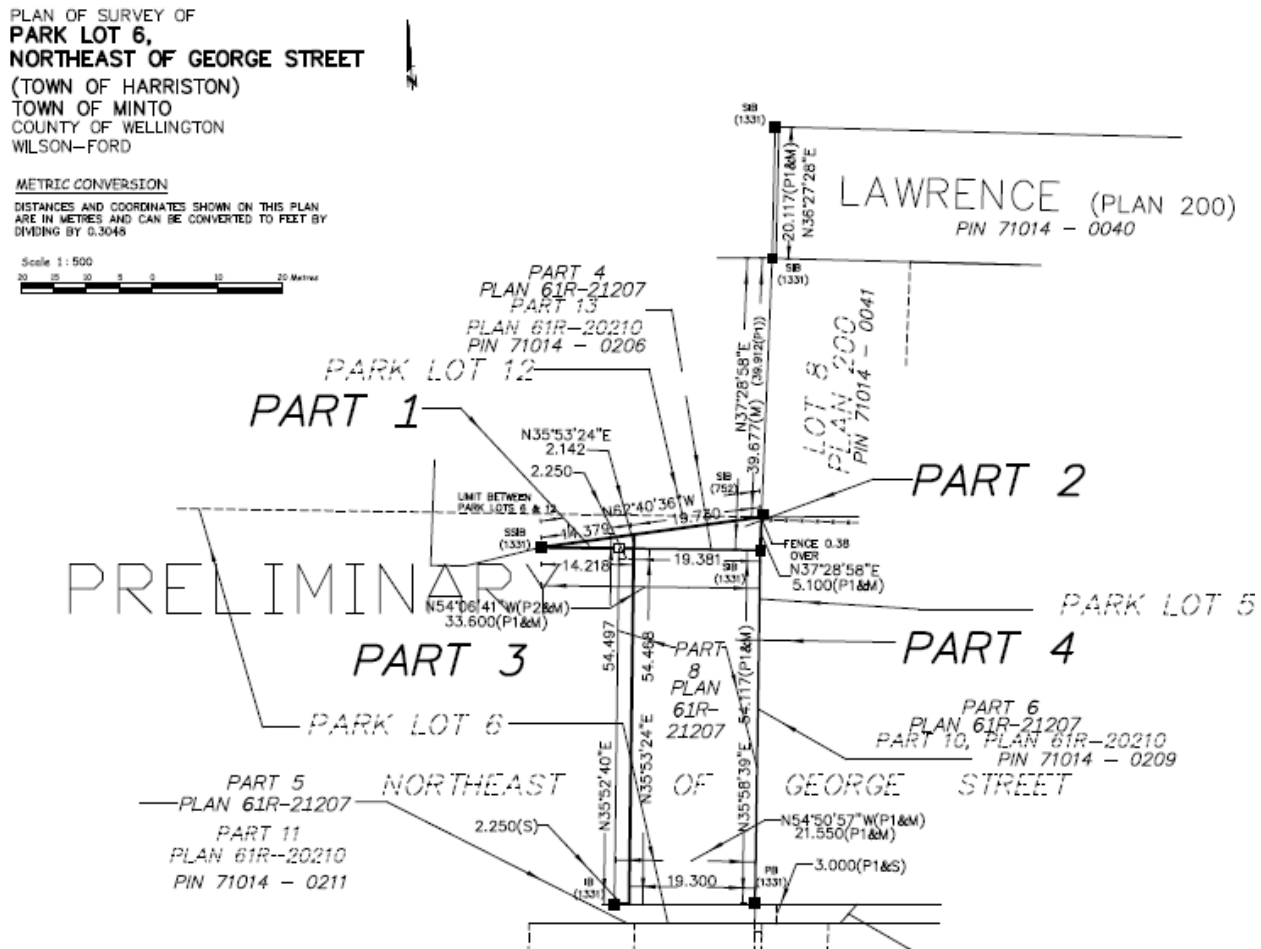 PLAN OF SURVEY OF
PARK LOT 6,
NORTHEAST OF GEORGE STREET
(TOWN OF HARRISTON)
TOWN OF MINTO
COUNTY OF WELLINGTON
WILSON-FORD
N
METRIC CONVERSION
DISTANCES AND COORDINATES SHOWN ON THIS PLAN
ARE IN METRES AND CAN BE CONVERTED TO FEET BY
DIVIDING BY 0.3048
Scale 1:500
20 15 10 5 0 10 20 Metres
SIB
(1331)
20.117(P1&M)
N36°27'28"E
LAWRENCE (PLAN 200)
PIN 71014 - 0040
SIB
(1331)
PART 4
PLAN 61R-21207
PART 13
PLAN 61R-20210
PIN 71014 - 0206
PARK LOT 12
PART 1
N37°28'58"E
(39.912(P1))
39.677(M)
LOT 8
PLAN 200
PIN 71014 - 0041
N35°53'24"E
2.142
2.250
SIB
(752)
PART 2
LIMIT BETWEEN
PARK LOTS 6 & 12
N62°40'36"W
14.379
19.730
SSIB
(1331)
FENCE 0.38
OVER
N37°28'58"E
5.100(P1&M)
14.218
19.381
SIB
(1331)
PRELIMINARY
N54°06'41"W(P2&M)
33.600(P1&M)
PARK LOT 5
PART 3
54.497
54.468
PART
8
PLAN
61R-
21207
54.117(P1&M)
PART 4
PARK LOT 6
PART 6
PLAN 61R-21207
PART 10, PLAN 61R-20210
PIN 71014 - 0209
N35°52'40"E
N35°53'24"E
N35°58'39"E
NORTHEAST OF GEORGE STREET
PART 5
PLAN 61R-21207
PART 11
PLAN 61R--20210
PIN 71014 - 0211
2.250(S)
N54°50'57"W(P1&M)
21.550(P1&M)
3.000(P1&S)
IB
(1331)
19.300
PB
(1331)